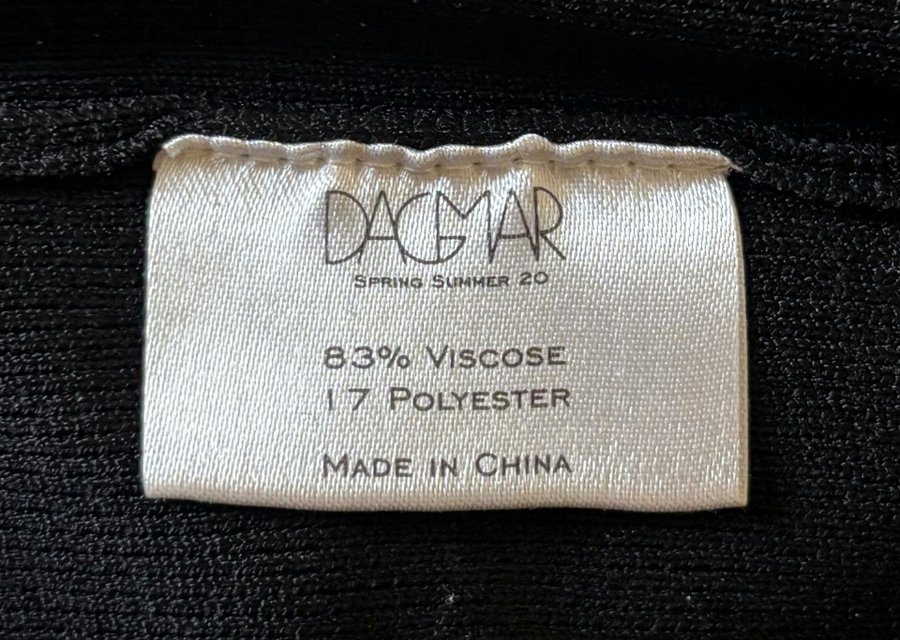 DAGMAR
SPRING SUMMER 20
83% VISCOSE
17 POLYESTER
MADE IN CHINA